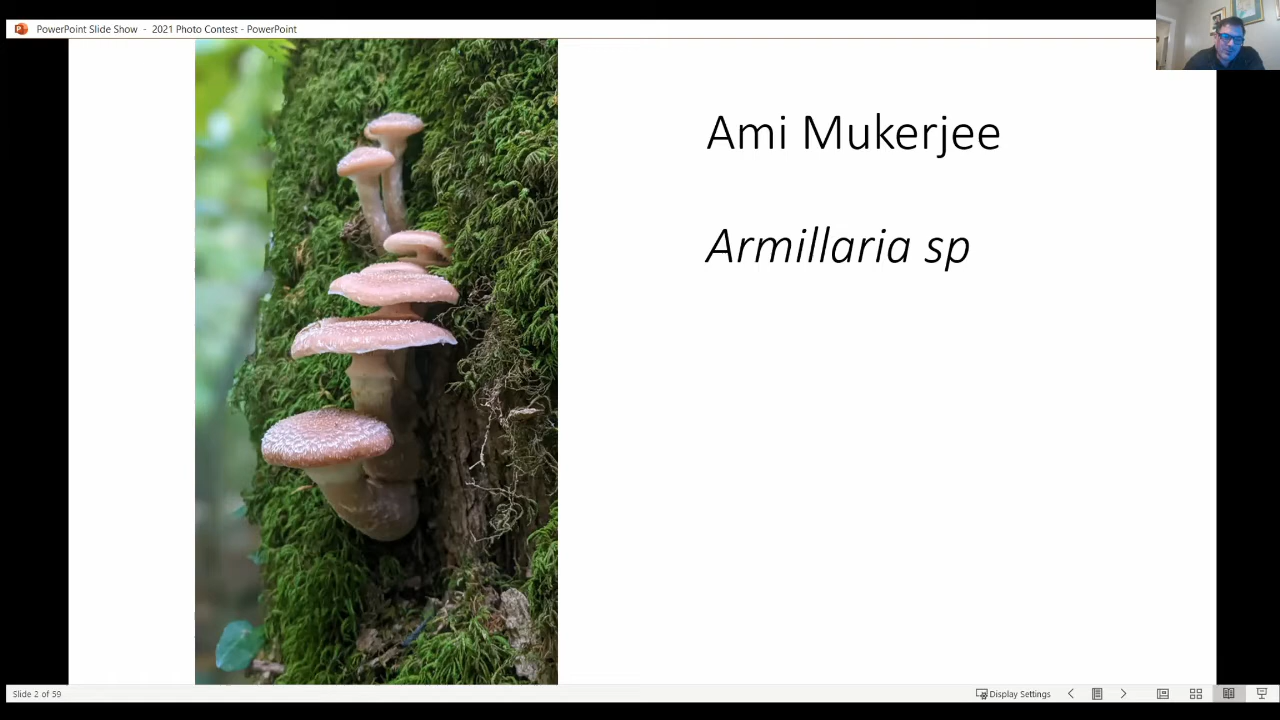 PowerPoint Slide Show - 2021 Photo Contest - PowerPoint
Ami Mukerjee
Armillaria sp
Slide 2 of 59
Display Settings